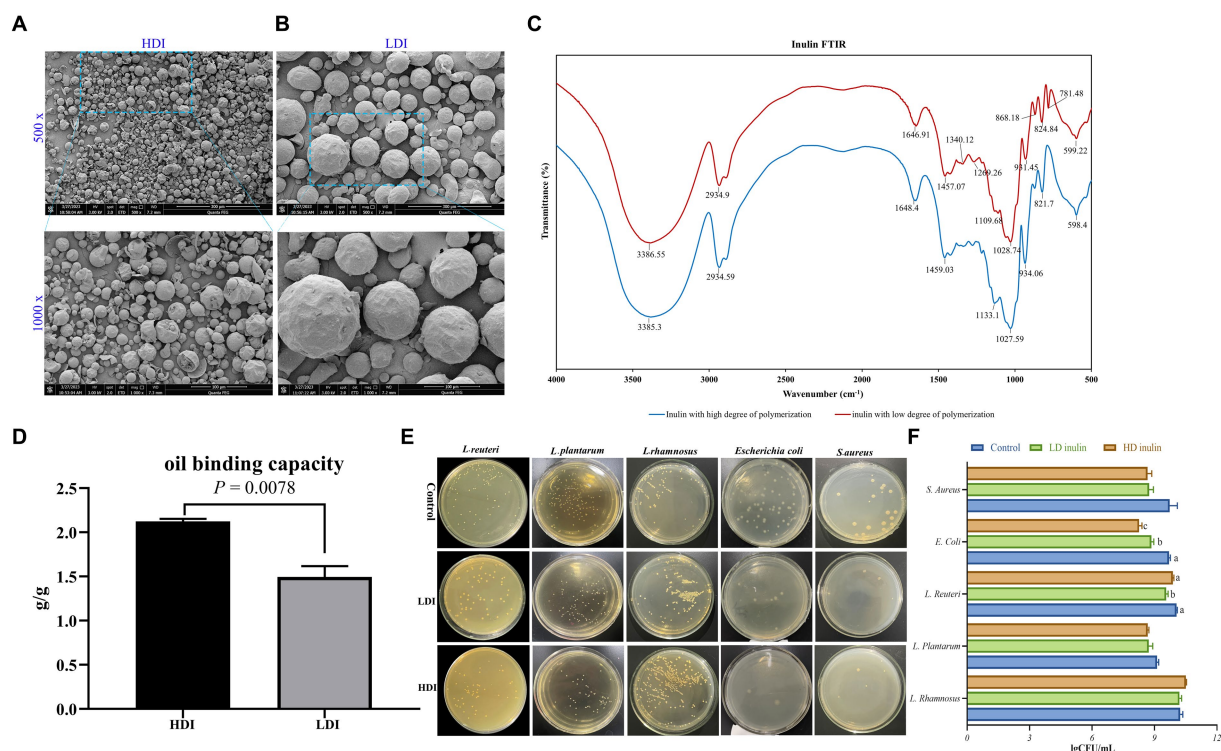 A
B
C
HDI
LDI
500 x
1000 x
Inulin FTIR
Transmittance (%)
1646.91
1340.12
1269.26
1457.07
1109.68
1028.74
931.45
868.18
824.84
781.48
599.22
2934.9
3386.55
1648.4
1459.03
1133.1
1027.59
934.06
821.7
598.4
2934.59
3385.3
4000 3500 3000 2500 2000 1500 1000 500
Wavenumber (cm-1)
Inulin with high degree of polymerization
inulin with low degree of polymerization
D
oil binding capacity
P = 0.0078
g/g
2.5
2.0
1.5
1.0
0.5
0.0
HDI LDI
E
L.reuteri L.plantarum L.rhamnosus Escherichia coli S.aureus
Control
LDI
HDI
F
Control LD inulin HD inulin
S. Aureus
E. Coli
c
b
a
L. Reuteri
a
b
a
L. Plantarum
L. Rhamnosus
0 3 6 9 12
lgCFU/mL